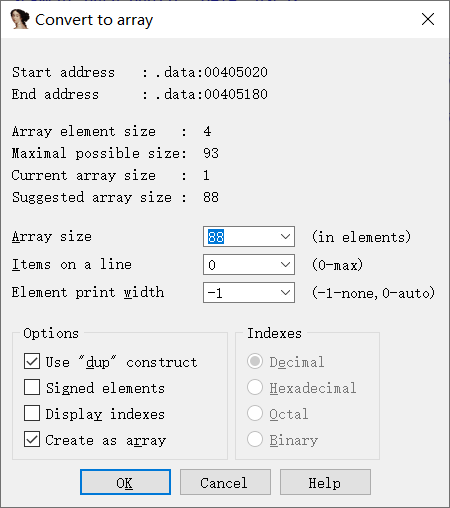 Convert to array
Start address : .data:00405020
End address : .data:00405180
Array element size : 4
Maximal possible size: 93
Current array size : 1
Suggested array size : 88
Array size 88 (in elements)
Items on a line 0 (0-max)
Element print width -1 (-1-none,0-auto)
Options
Use "dup" construct
Signed elements
Display indexes
Create as array
Indexes
Decimal
Hexadecimal
Octal
Binary
OK Cancel Help